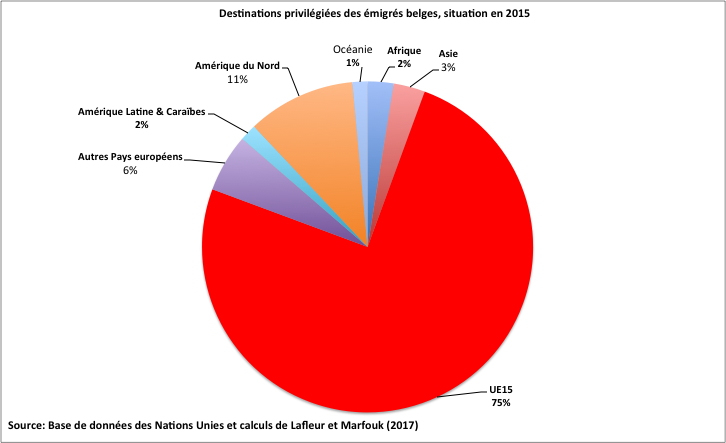 Destinations privilégiées des émigrés belges, situation en 2015
Océanie
1%
Afrique
2%
Asie
3%
Amérique du Nord
11%
Amérique Latine & Caraïbes
2%
Autres Pays européens
6%
UE15
75%
Source: Base de données des Nations Unies et calculs de Lafleur et Marfouk (2017)